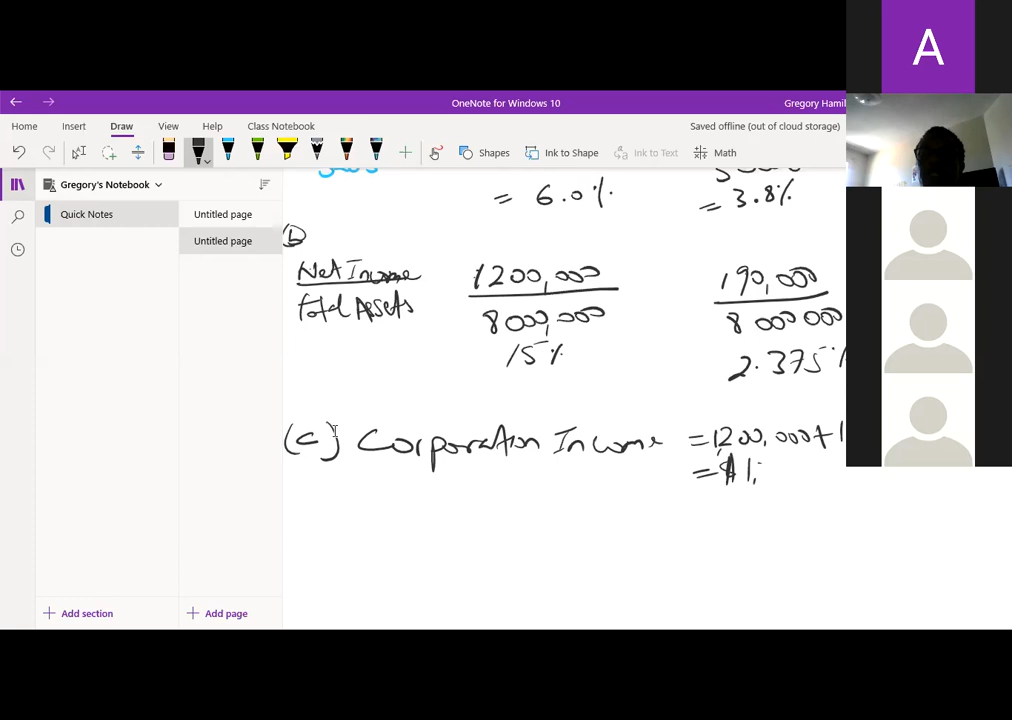 A
OneNote for Windows 10
Gregory Hamil
Home Insert Draw View Help Class Notebook
Saved offline (out of cloud storage)
Shapes Ink to Shape Ink to Text Math
Gregory's Notebook
Quick Notes
Untitled page
Untitled page
= 6.0%
= 3.8%
(b
Net Income 1200,000 190,000
Total Assets 8000,000 8 000 000
15% 2.375%
(c) Corporation Income = 1,200,000 + 1
= $1,
Add section
Add page